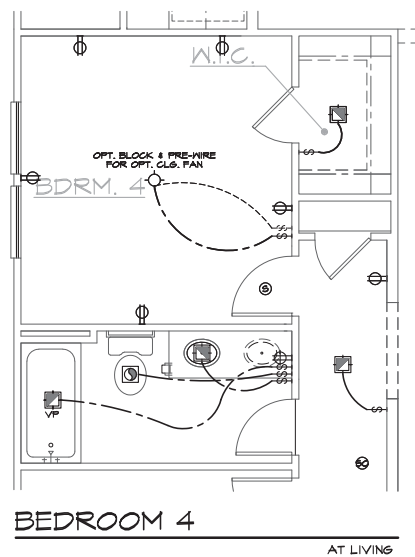 W.I.C.
OPT. BLOCK & PRE-WIRE
FOR OPT. CLG. FAN
BDRM. 4
S
S
S
S
VP
S
BEDROOM 4
AT LIVING